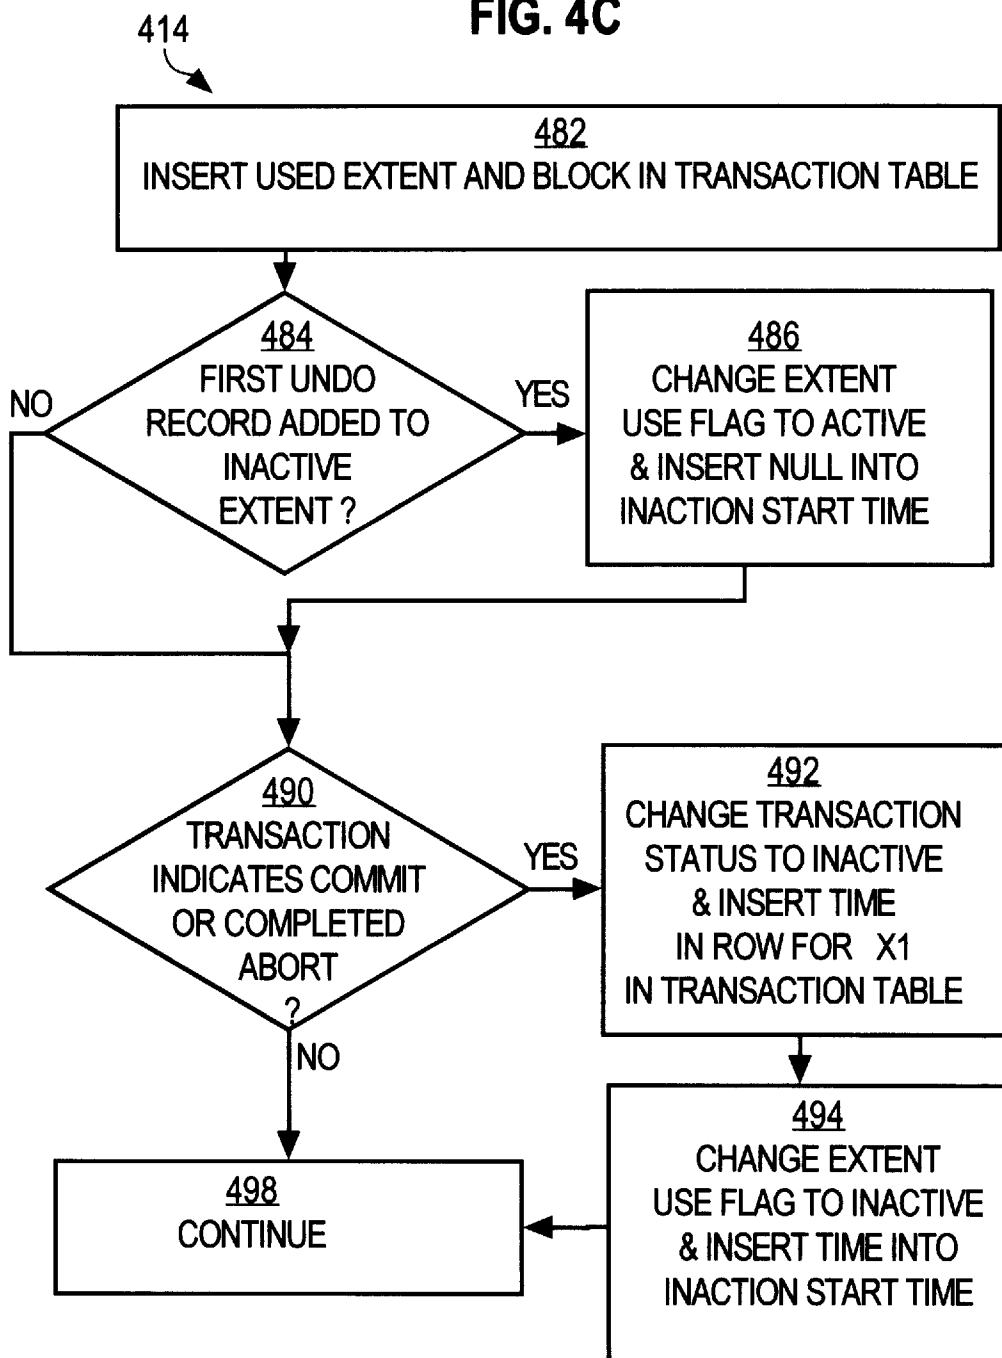 FIG. 4C
414
482
INSERT USED EXTENT AND BLOCK IN TRANSACTION TABLE
484
FIRST UNDO
RECORD ADDED TO
INACTIVE
EXTENT ?
NO
YES
486
CHANGE EXTENT
USE FLAG TO ACTIVE
& INSERT NULL INTO
INACTION START TIME
490
TRANSACTION
INDICATES COMMIT
OR COMPLETED
ABORT
?
YES
NO
492
CHANGE TRANSACTION
STATUS TO INACTIVE
& INSERT TIME
IN ROW FOR X1
IN TRANSACTION TABLE
494
CHANGE EXTENT
USE FLAG TO INACTIVE
& INSERT TIME INTO
INACTION START TIME
498
CONTINUE